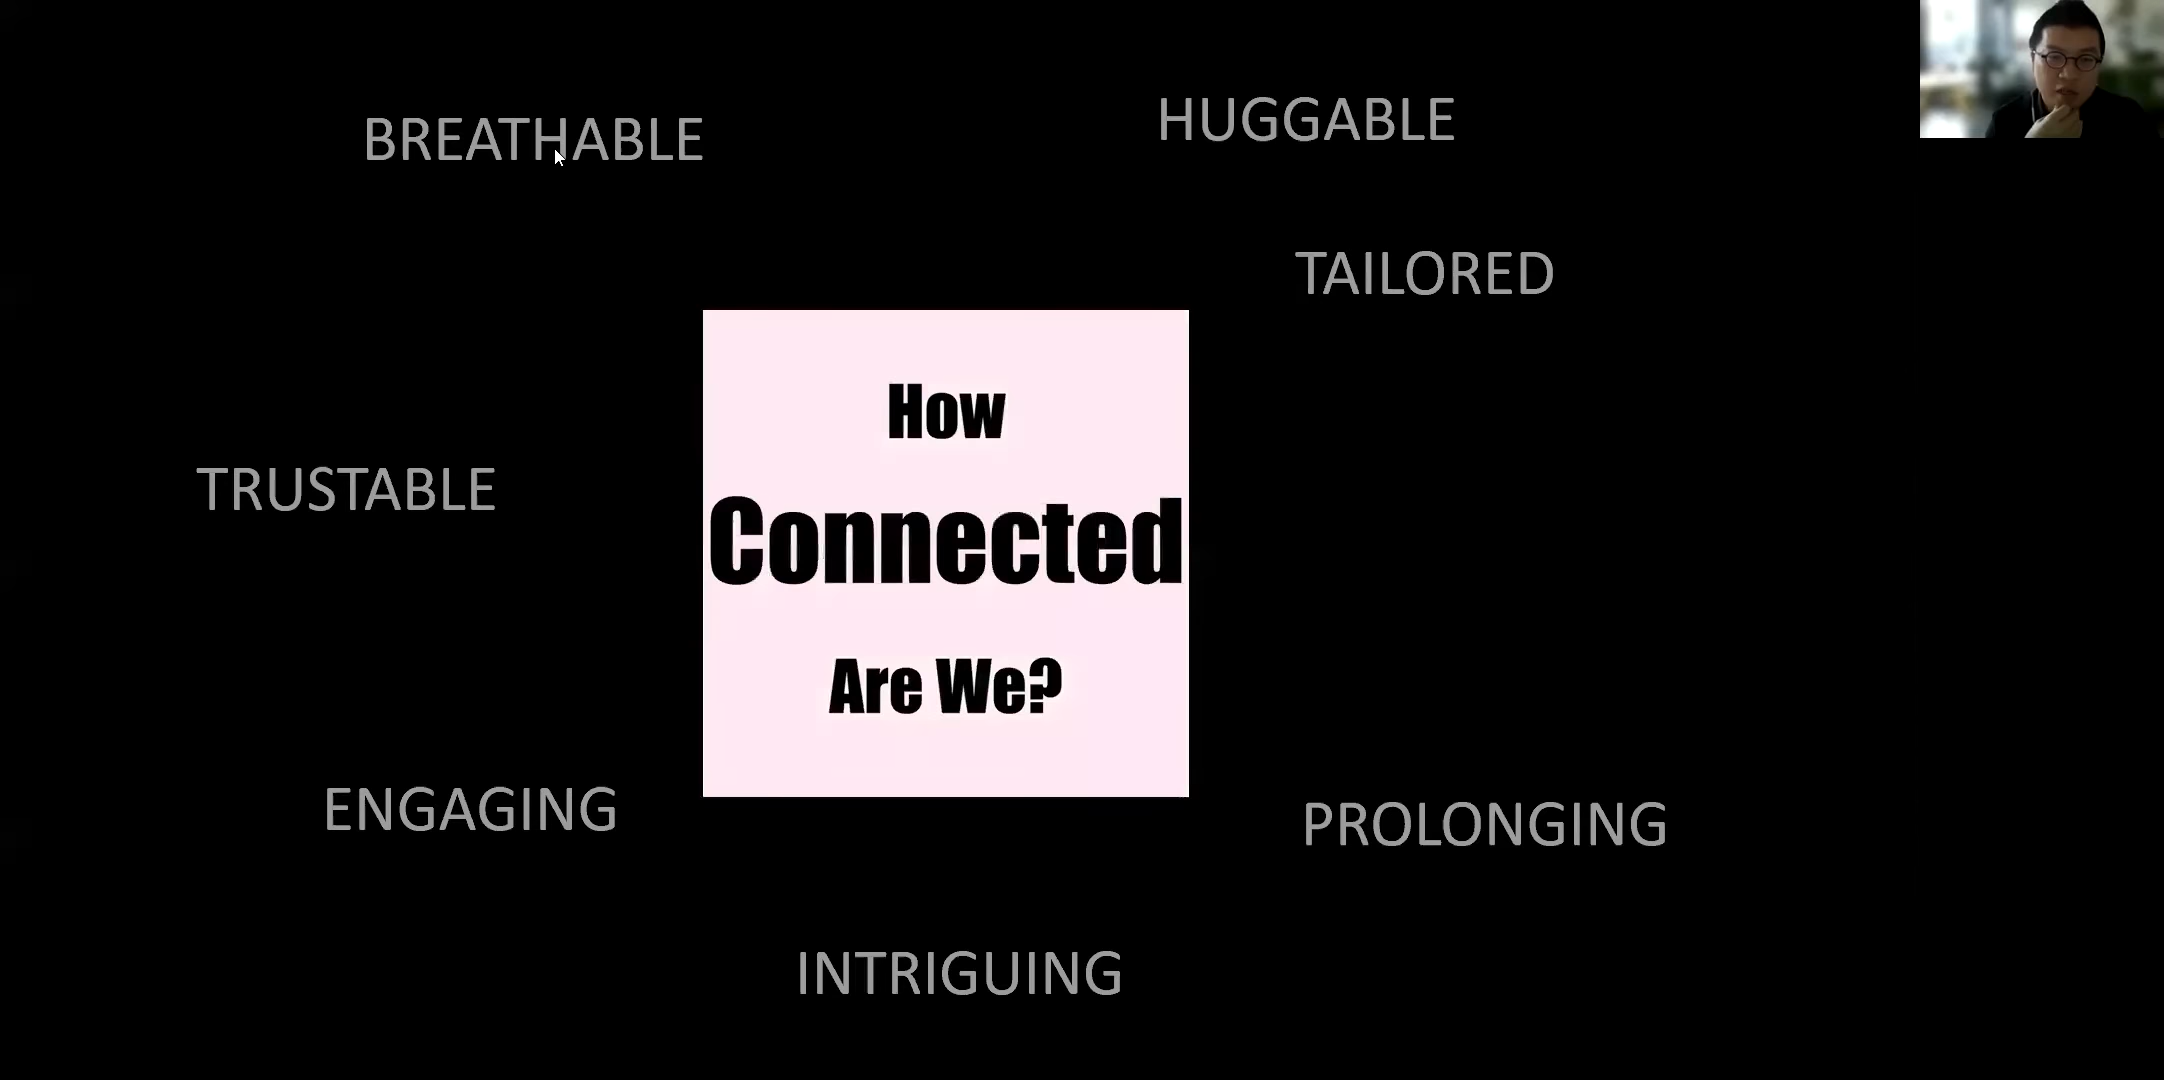 BREATHABLE
HUGGABLE
TAILORED
How
Connected
Are We?
TRUSTABLE
ENGAGING
PROLONGING
INTRIGUING